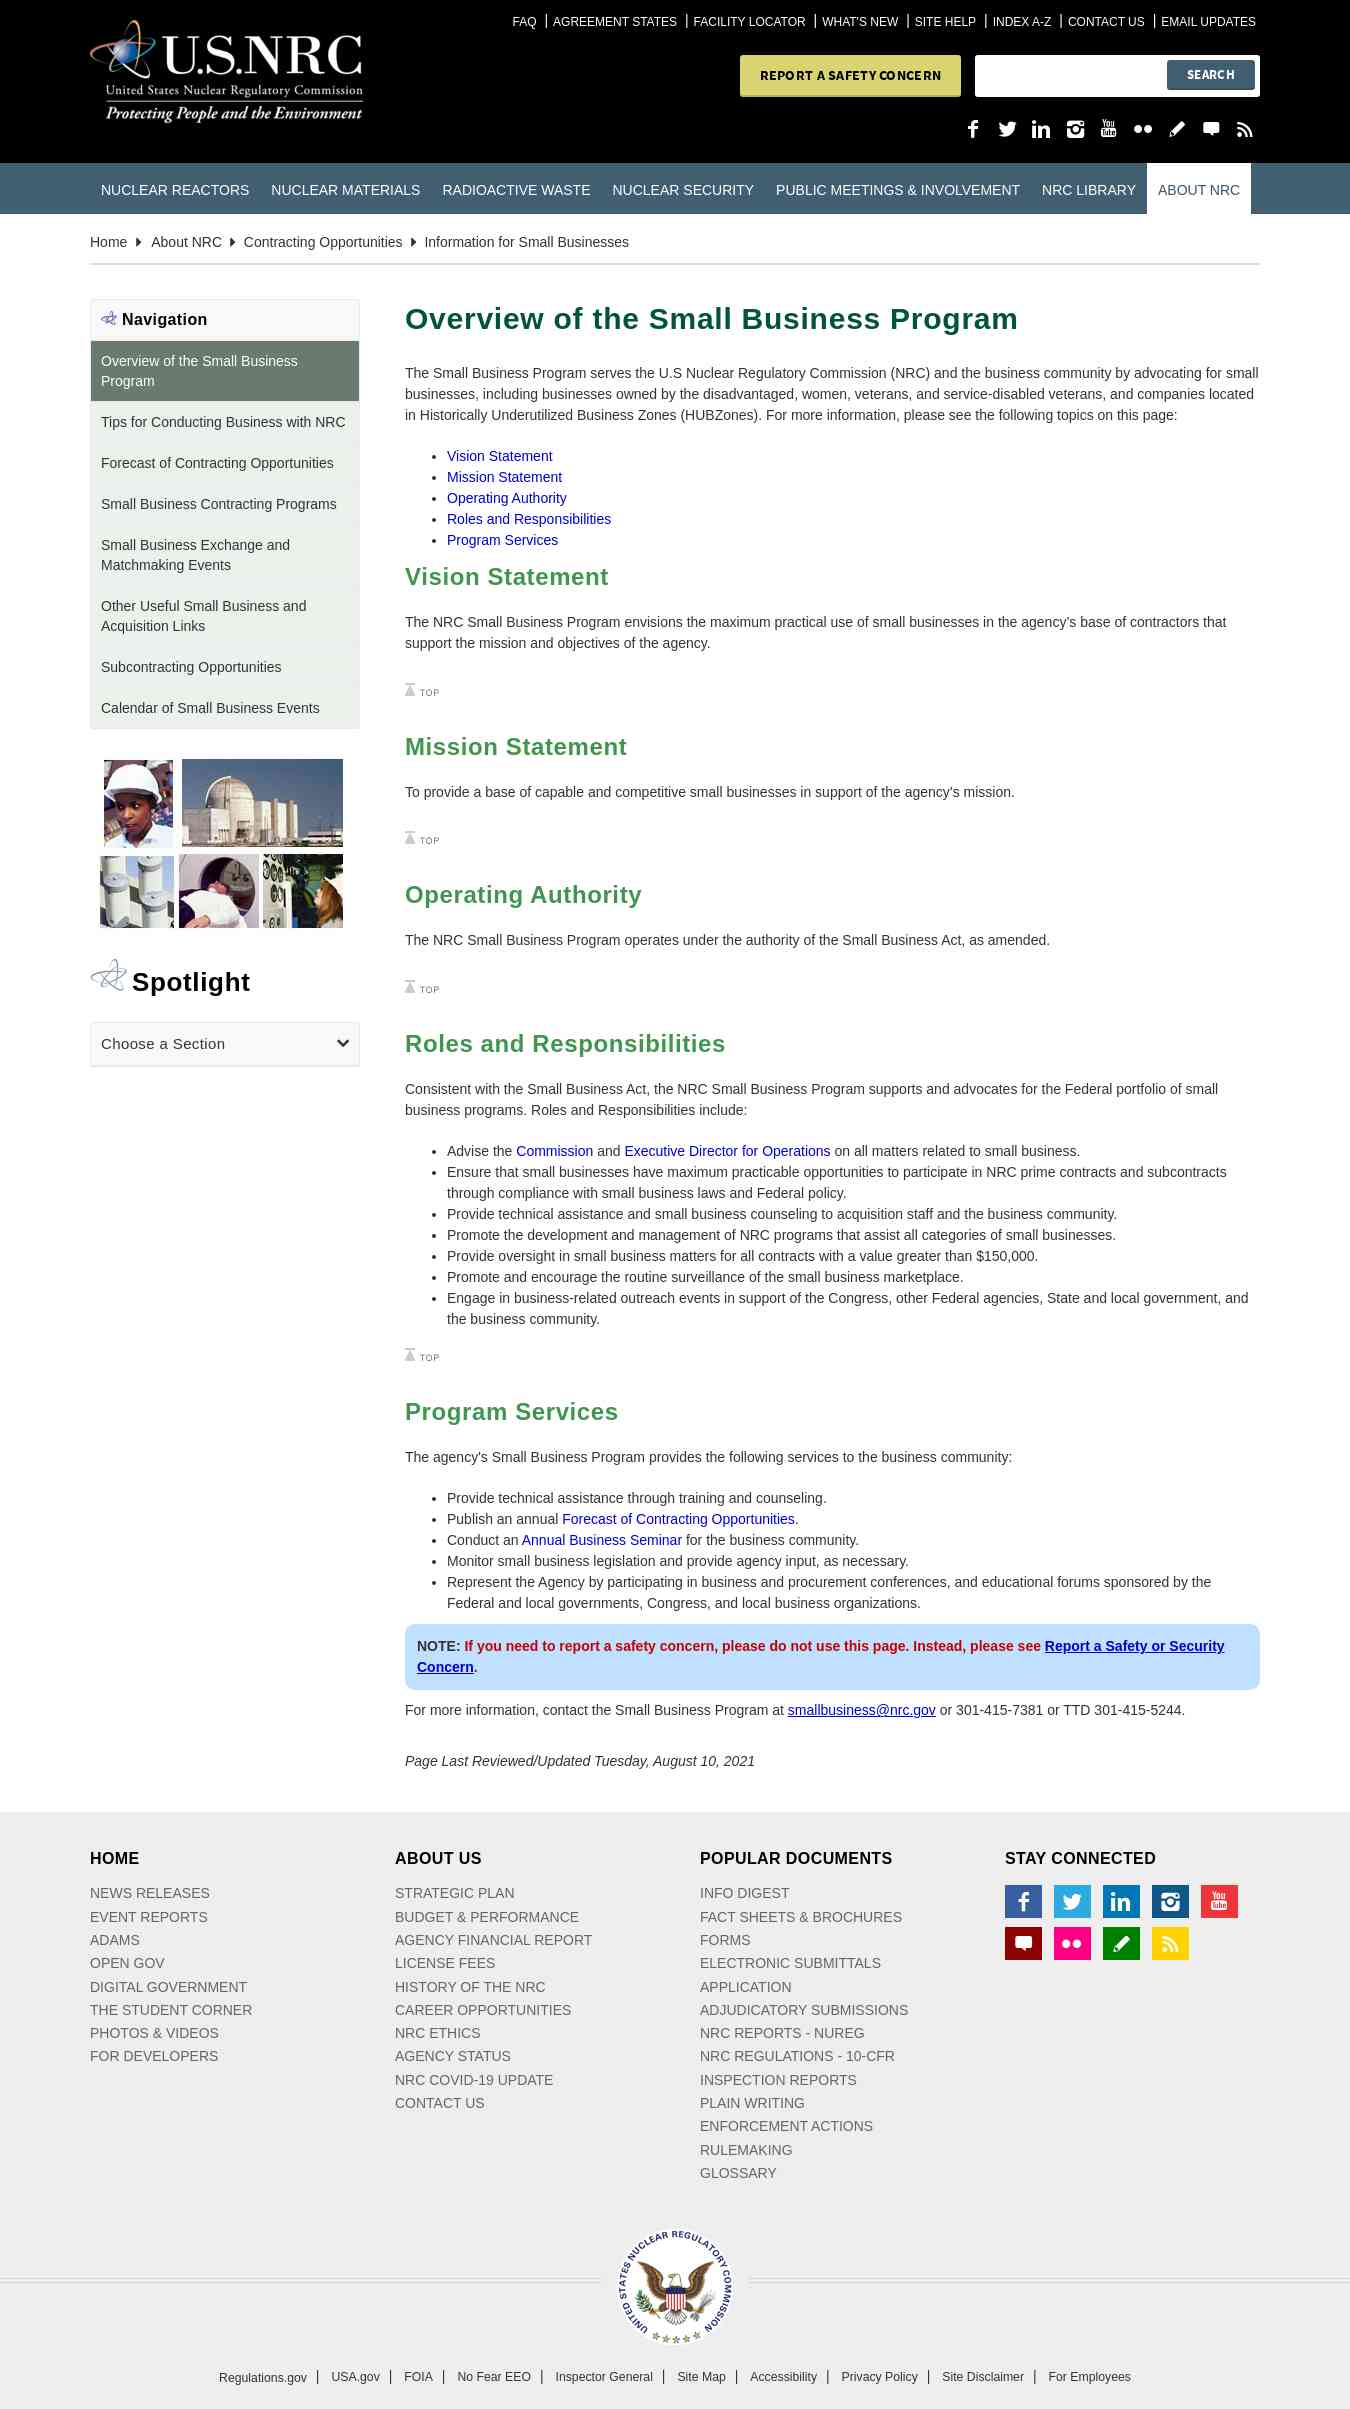 FAQ | AGREEMENT STATES | FACILITY LOCATOR | WHAT'S NEW | SITE HELP | INDEX A-Z | CONTACT US | EMAIL UPDATES
U.S.NRC
United States Nuclear Regulatory Commission
Protecting People and the Environment
REPORT A SAFETY CONCERN
SEARCH
NUCLEAR REACTORS NUCLEAR MATERIALS RADIOACTIVE WASTE NUCLEAR SECURITY PUBLIC MEETINGS & INVOLVEMENT NRC LIBRARY ABOUT NRC
Home About NRC Contracting Opportunities Information for Small Businesses
Navigation
Overview of the Small Business
Program
Tips for Conducting Business with NRC
Forecast of Contracting Opportunities
Small Business Contracting Programs
Small Business Exchange and
Matchmaking Events
Other Useful Small Business and
Acquisition Links
Subcontracting Opportunities
Calendar of Small Business Events
Spotlight
Choose a Section
Overview of the Small Business Program
The Small Business Program serves the U.S Nuclear Regulatory Commission (NRC) and the business community by advocating for small
businesses, including businesses owned by the disadvantaged, women, veterans, and service-disabled veterans, and companies located
in Historically Underutilized Business Zones (HUBZones). For more information, please see the following topics on this page:
• Vision Statement
• Mission Statement
• Operating Authority
• Roles and Responsibilities
• Program Services
Vision Statement
The NRC Small Business Program envisions the maximum practical use of small businesses in the agency's base of contractors that
support the mission and objectives of the agency.
TOP
Mission Statement
To provide a base of capable and competitive small businesses in support of the agency's mission.
TOP
Operating Authority
The NRC Small Business Program operates under the authority of the Small Business Act, as amended.
TOP
Roles and Responsibilities
Consistent with the Small Business Act, the NRC Small Business Program supports and advocates for the Federal portfolio of small
business programs. Roles and Responsibilities include:
• Advise the Commission and Executive Director for Operations on all matters related to small business.
• Ensure that small businesses have maximum practicable opportunities to participate in NRC prime contracts and subcontracts
through compliance with small business laws and Federal policy.
• Provide technical assistance and small business counseling to acquisition staff and the business community.
• Promote the development and management of NRC programs that assist all categories of small businesses.
• Provide oversight in small business matters for all contracts with a value greater than $150,000.
• Promote and encourage the routine surveillance of the small business marketplace.
• Engage in business-related outreach events in support of the Congress, other Federal agencies, State and local government, and
the business community.
TOP
Program Services
The agency's Small Business Program provides the following services to the business community:
• Provide technical assistance through training and counseling.
• Publish an annual Forecast of Contracting Opportunities.
• Conduct an Annual Business Seminar for the business community.
• Monitor small business legislation and provide agency input, as necessary.
• Represent the Agency by participating in business and procurement conferences, and educational forums sponsored by the
Federal and local governments, Congress, and local business organizations.
NOTE: If you need to report a safety concern, please do not use this page. Instead, please see Report a Safety or Security
Concern.
For more information, contact the Small Business Program at smallbusiness@nrc.gov or 301-415-7381 or TTD 301-415-5244.
Page Last Reviewed/Updated Tuesday, August 10, 2021
HOME
NEWS RELEASES
EVENT REPORTS
ADAMS
OPEN GOV
DIGITAL GOVERNMENT
THE STUDENT CORNER
PHOTOS & VIDEOS
FOR DEVELOPERS
ABOUT US
STRATEGIC PLAN
BUDGET & PERFORMANCE
AGENCY FINANCIAL REPORT
LICENSE FEES
HISTORY OF THE NRC
CAREER OPPORTUNITIES
NRC ETHICS
AGENCY STATUS
NRC COVID-19 UPDATE
CONTACT US
POPULAR DOCUMENTS
INFO DIGEST
FACT SHEETS & BROCHURES
FORMS
ELECTRONIC SUBMITTALS
APPLICATION
ADJUDICATORY SUBMISSIONS
NRC REPORTS - NUREG
NRC REGULATIONS - 10-CFR
INSPECTION REPORTS
PLAIN WRITING
ENFORCEMENT ACTIONS
RULEMAKING
GLOSSARY
STAY CONNECTED
You Tube
UNITED STATES NUCLEAR REGULATORY COMMISSION
Regulations.gov | USA.gov | FOIA | No Fear EEO | Inspector General | Site Map | Accessibility | Privacy Policy | Site Disclaimer | For Employees